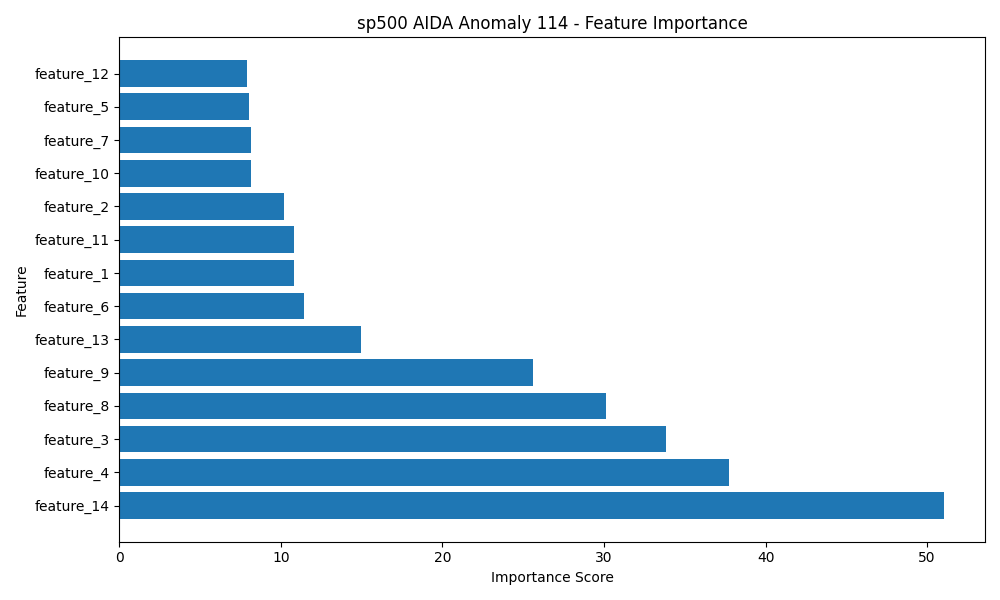 sp500 AIDA Anomaly 114 - Feature Importance
feature_12
feature_5
feature_7
feature_10
feature_2
feature_11
feature_1
feature_6
feature_13
feature_9
feature_8
feature_3
feature_4
feature_14
Feature
0 10 20 30 40 50
Importance Score